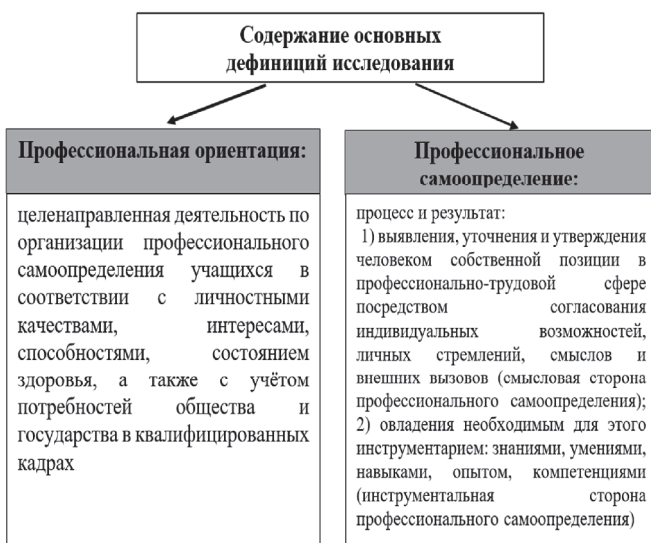 Содержание основных
дефиниций исследования
Профессиональная ориентация:
целенаправленная деятельность по
организации профессионального
самоопределения учащихся в
соответствии с личностными
качествами, интересами,
способностями, состоянием
здоровья, а также с учётом
потребностей общества и
государства в квалифицированных
кадрах
Профессиональное
самоопределение:
процесс и результат:
1) выявления, уточнения и утверждения
человеком собственной позиции в
профессионально-трудовой сфере
посредством согласования
индивидуальных возможностей,
личных стремлений, смыслов и
внешних вызовов (смысловая сторона
профессионального самоопределения);
2) овладения необходимым для этого
инструментарием: знаниями, умениями,
навыками, опытом, компетенциями
(инструментальная сторона
профессионального самоопределения)